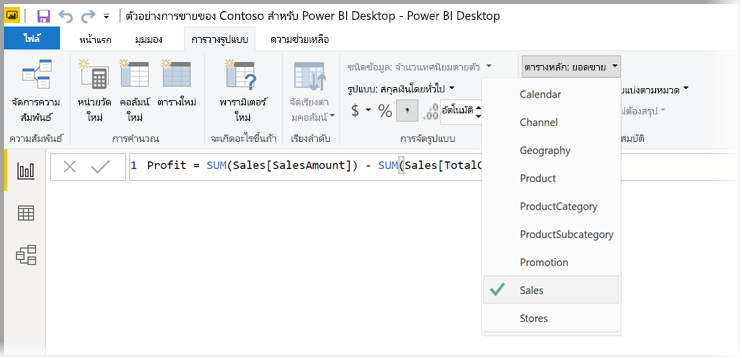 ตัวอย่างการขายของ Contoso สำหรับ Power BI Desktop - Power BI Desktop
ไฟล์ หน้าแรก มุมมอง การวางรูปแบบ ความช่วยเหลือ
จัดการความ
สัมพันธ์
ความสัมพันธ์
หน่วยวัด
ใหม่
คอลัมน์
ใหม่
ตารางใหม่
การคำนวณ
พารามิเตอร์
ใหม่
จะเกิดอะไรขึ้นถ้า
จัดเรียงตา
มคอลัมน์
เรียงลำดับ
ชนิดข้อมูล: จำนวนทศนิยมตายตัว
รูปแบบ: สกุลเงินโดยทั่วไป
$ % , .00 อัตโนมัติ
การจัดรูปแบบ
ตารางหลัก: ยอดขาย
แบ่งตามหมวด
ต้องสรุป
สมบัติ
1 Profit = SUM(Sales[SalesAmount]) - SUM(Sales[TotalC
Calendar
Channel
Geography
Product
ProductCategory
ProductSubcategory
Promotion
Sales
Stores